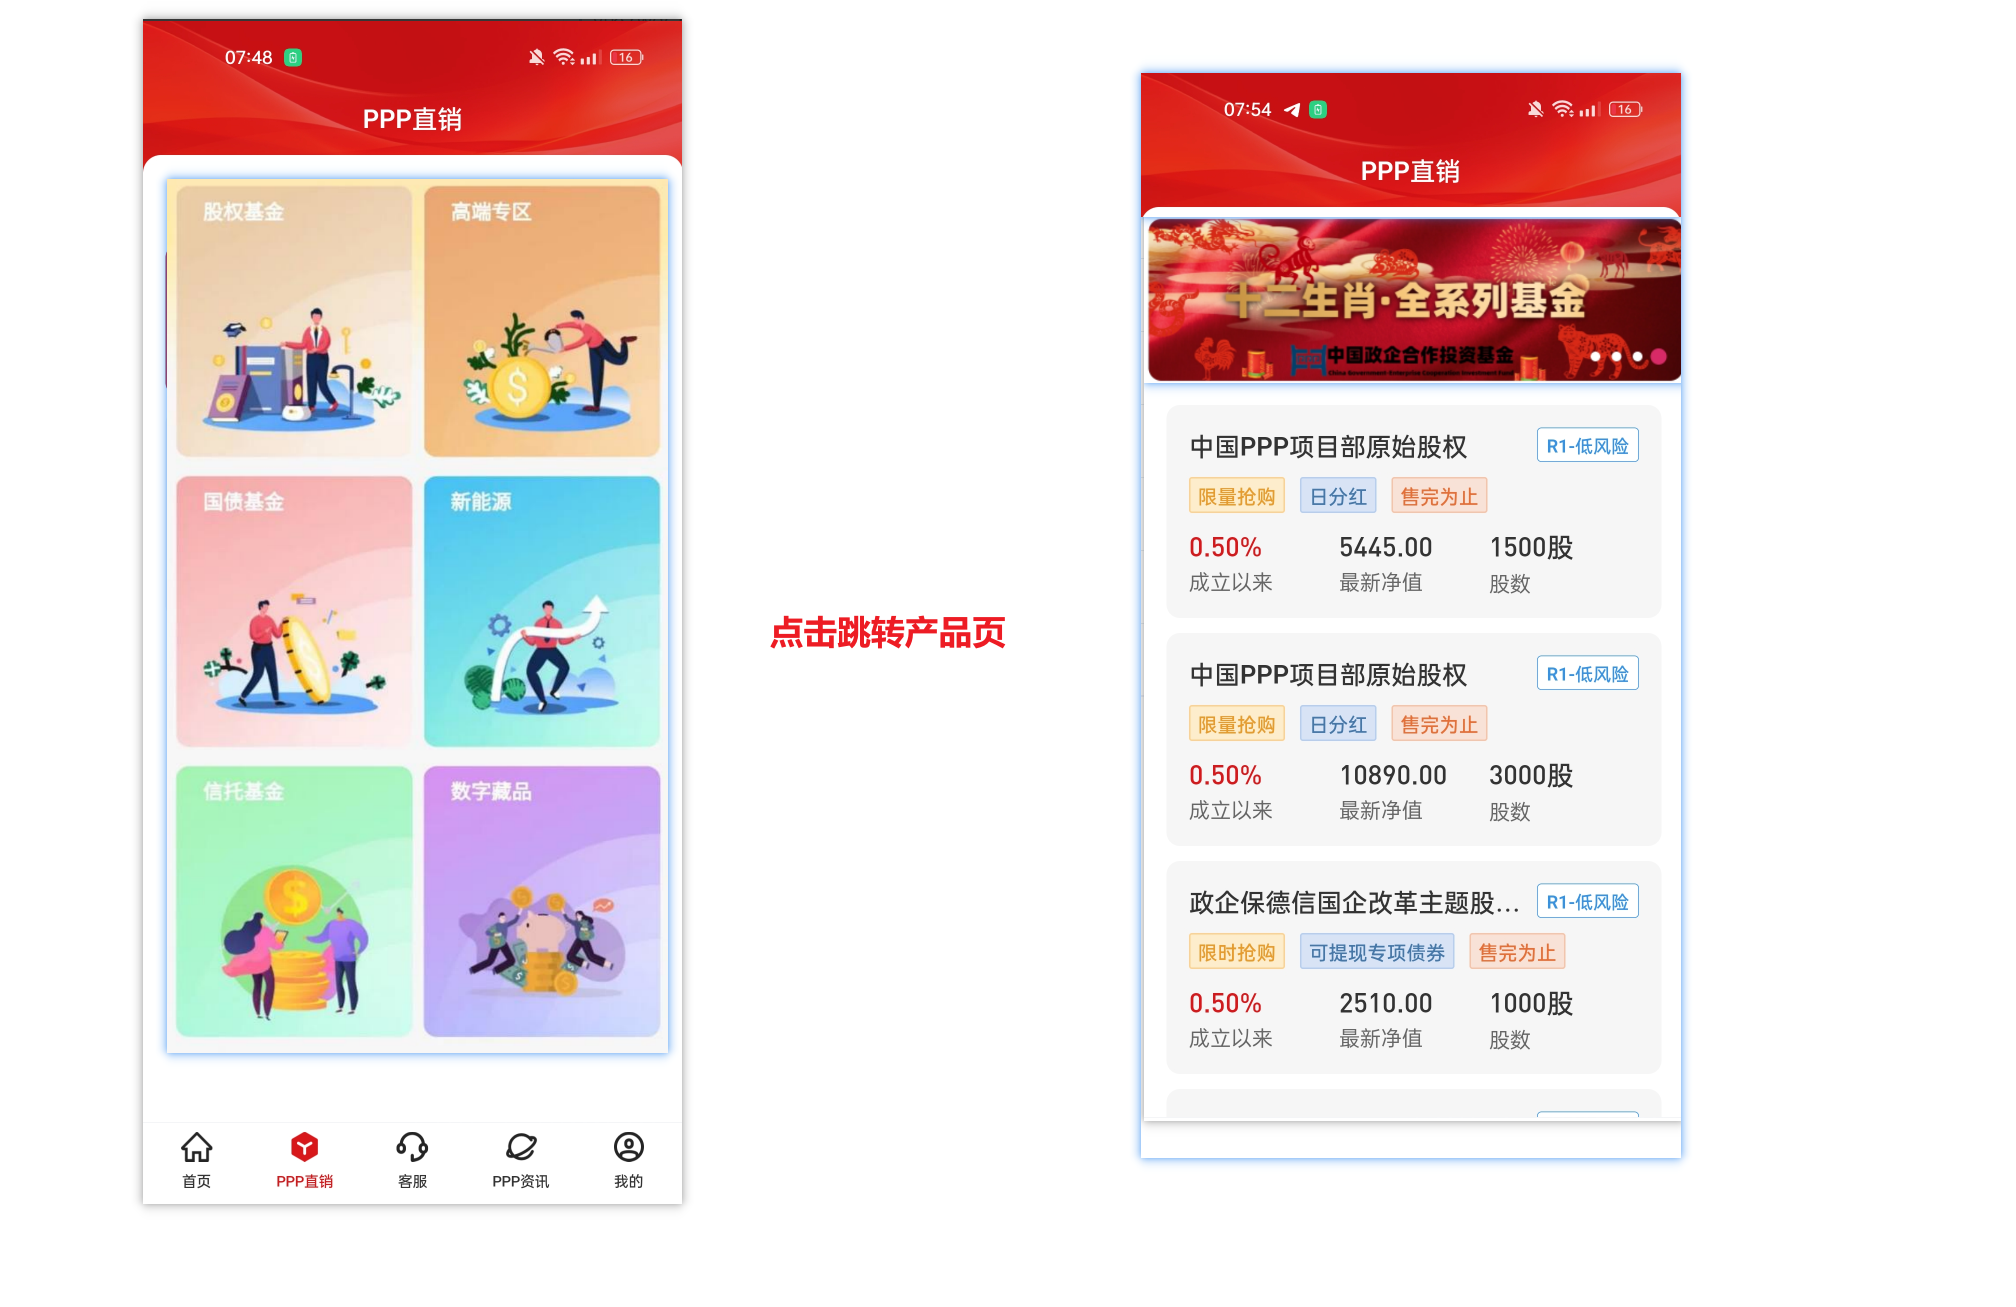 07:48
16
PPP直销
股权基金
高端专区
国债基金
新能源
信托基金
数字藏品
首页
PPP直销
客服
PPP资讯
我的
点击跳转产品页
07:54
16
PPP直销
十二生肖·全系列基金
中国政企合作投资基金
China Government-Enterprise Cooperation Investment Fund
中国PPP项目部原始股权
R1-低风险
限量抢购 日分红 售完为止
0.50% 5445.00 1500股
成立以来 最新净值 股数
中国PPP项目部原始股权
R1-低风险
限量抢购 日分红 售完为止
0.50% 10890.00 3000股
成立以来 最新净值 股数
政企保德信国企改革主题股...
R1-低风险
限时抢购 可提现专项债券 售完为止
0.50% 2510.00 1000股
成立以来 最新净值 股数